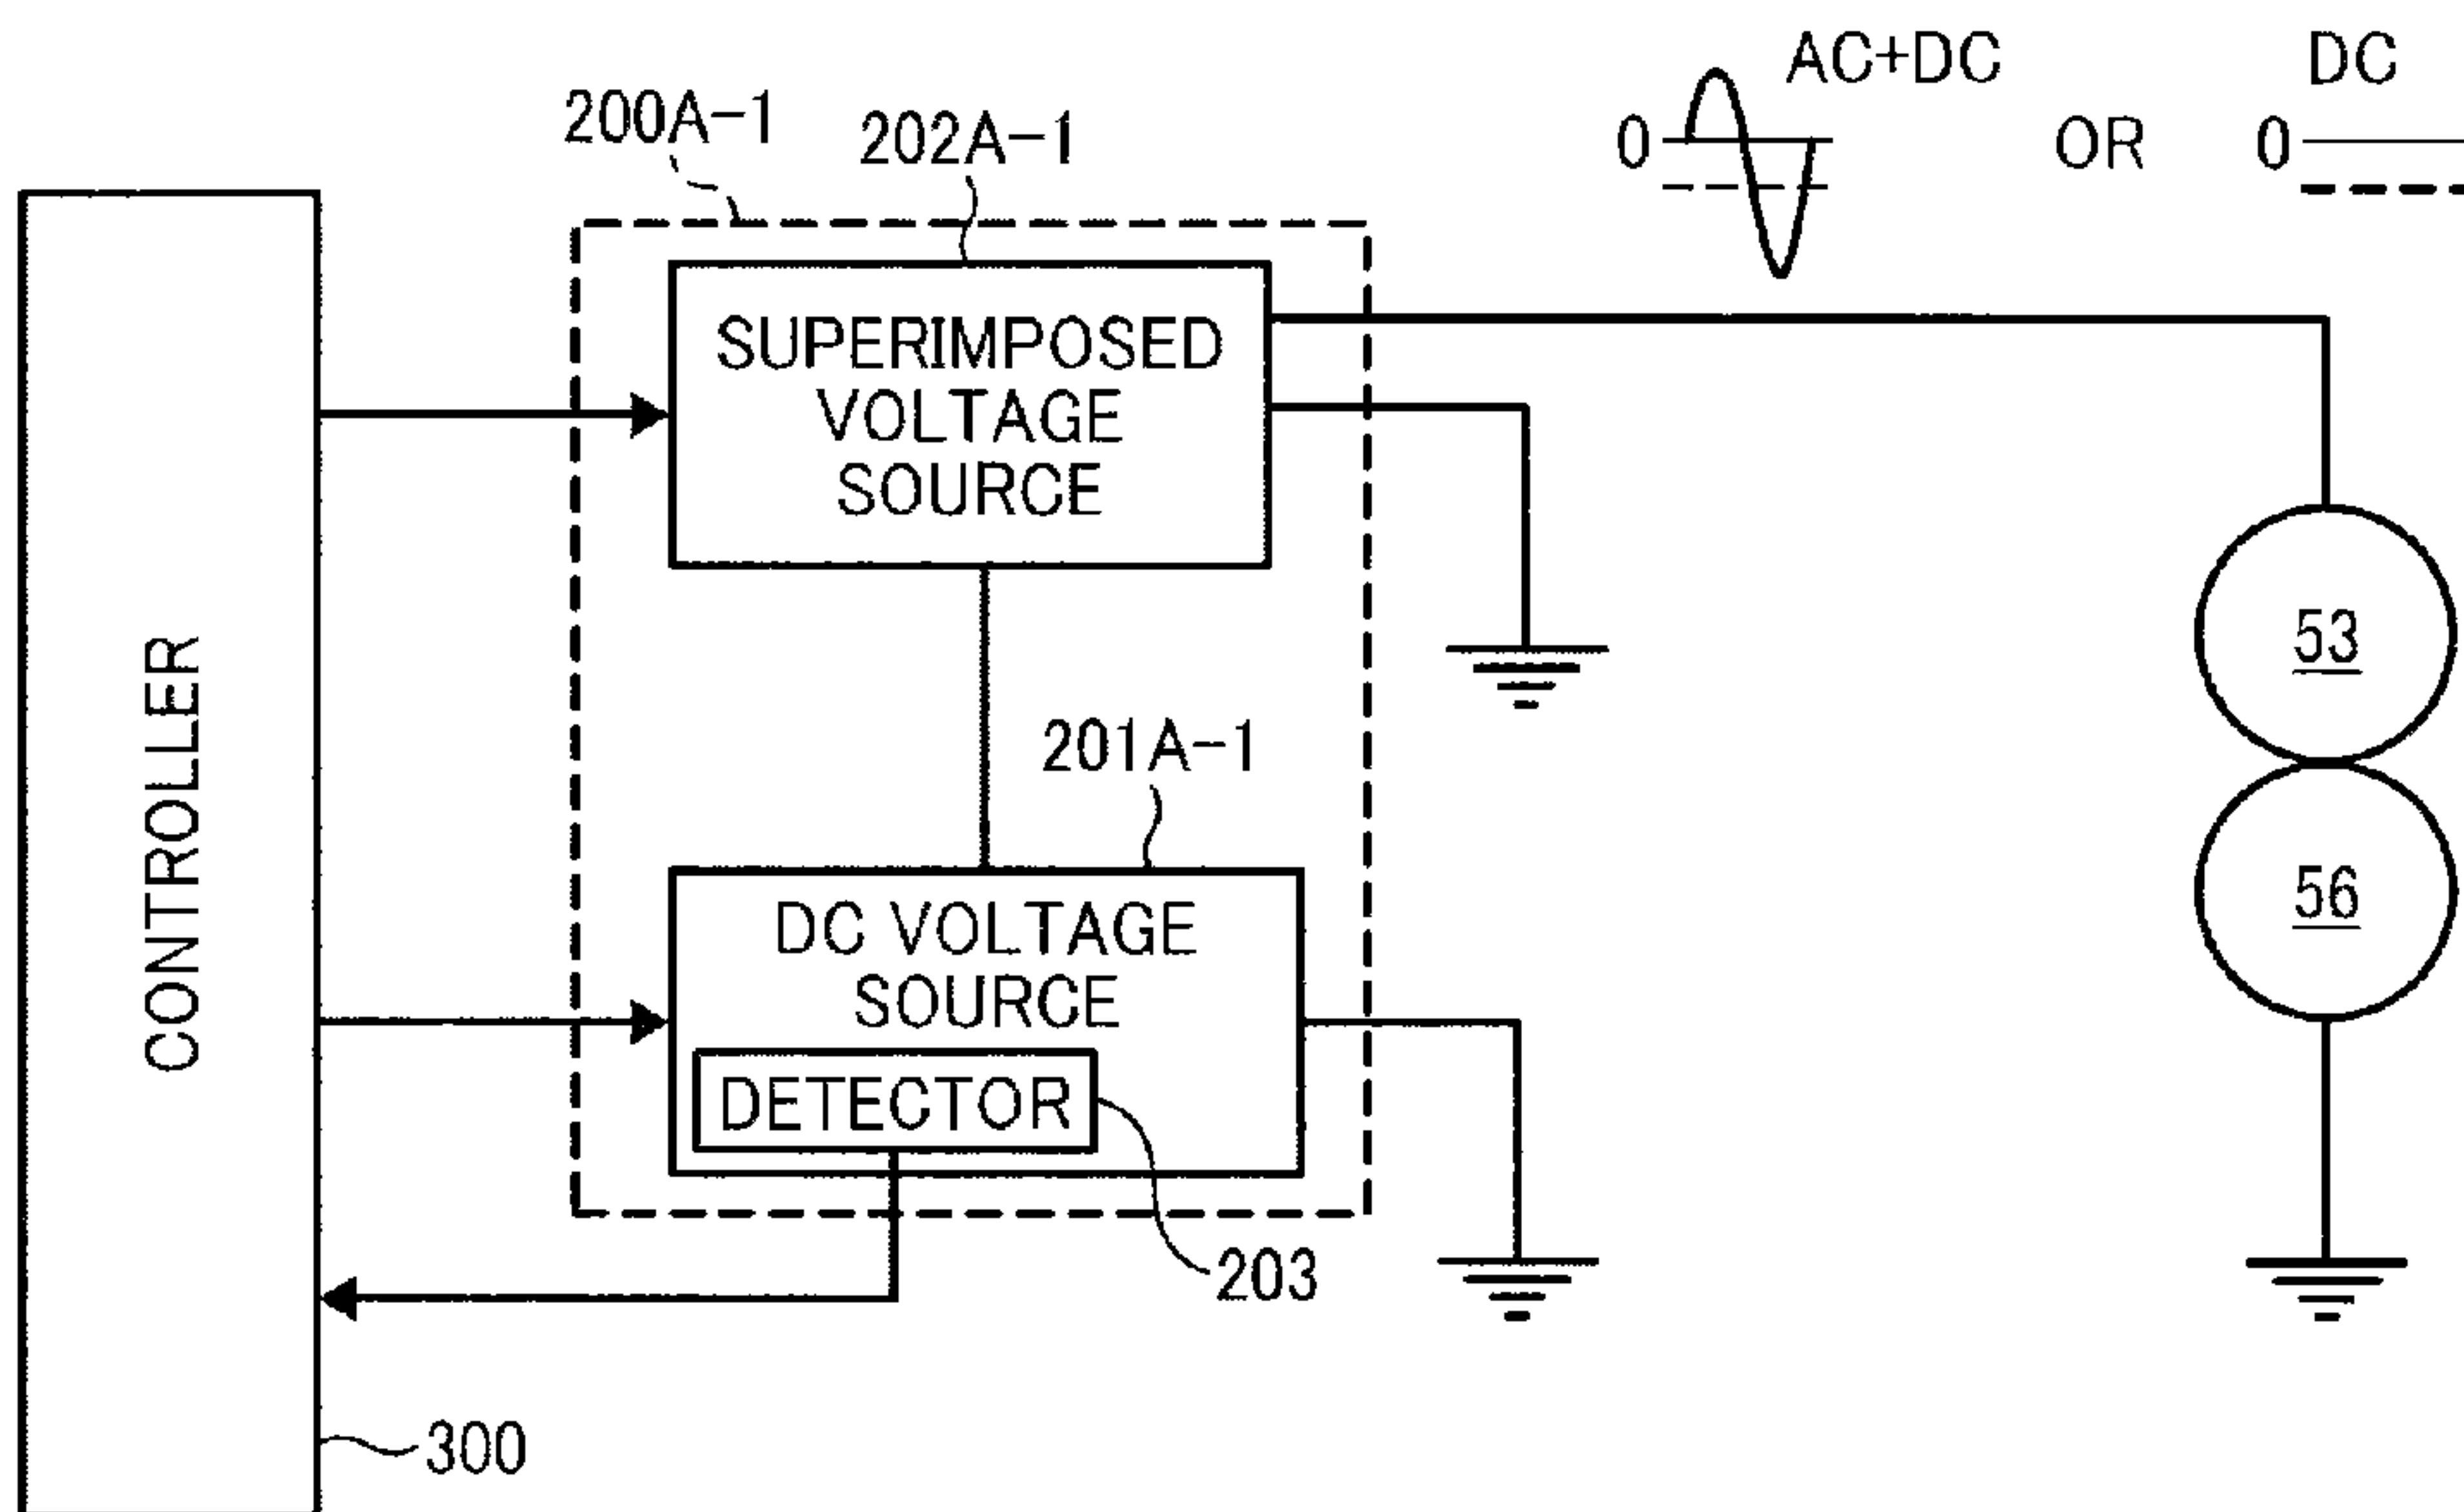 AC+DC
DC
200A-1
202A-1
0
OR
0
SUPERIMPOSED
VOLTAGE
SOURCE
53
CONTROLLER
201A-1
56
DC VOLTAGE
SOURCE
DETECTOR
203
300